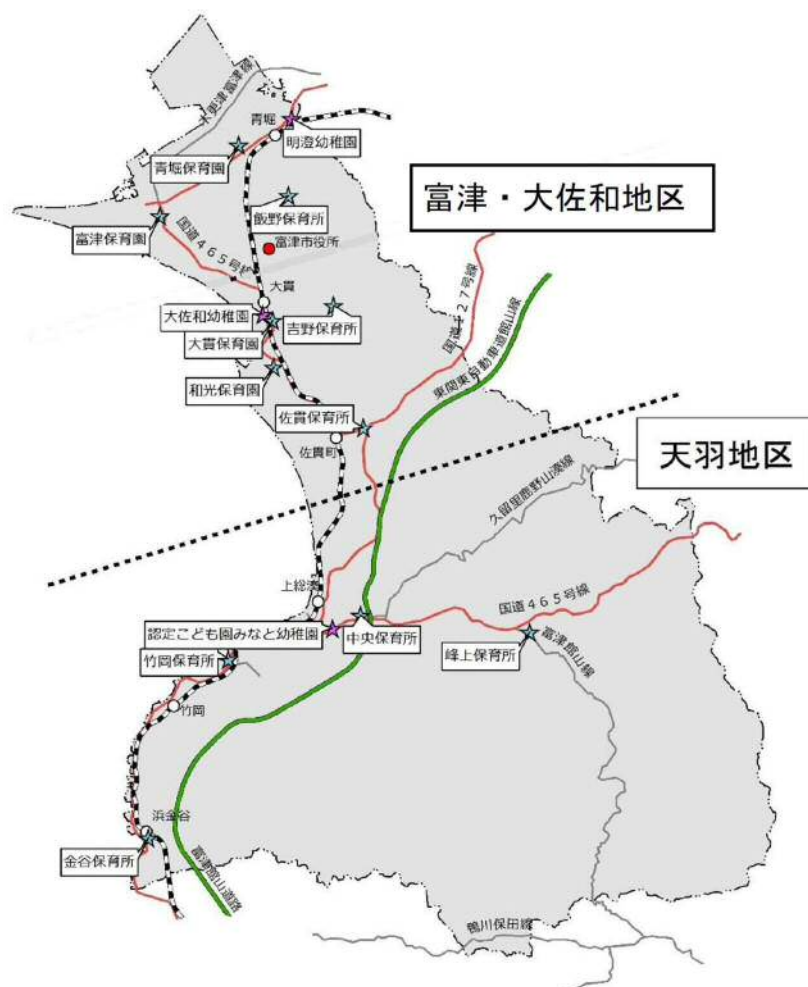 木更津富津線
青堀
明澄幼稚園
青堀保育園
飯野保育所
富津・大佐和地区
富津保育園
国道465号線
富津市役所
大貫
国道127号線
東関東自動車道館山線
大佐和幼稚園
吉野保育所
大貫保育園
和光保育園
佐貫保育所
佐貫町
天羽地区
久留里鹿野山湊線
上総湊
国道465号線
認定こども園みなと幼稚園
中央保育所
竹岡保育所
峰上保育所
富津館山線
竹岡
浜金谷
金谷保育所
富津館山道路
鴨川保田線